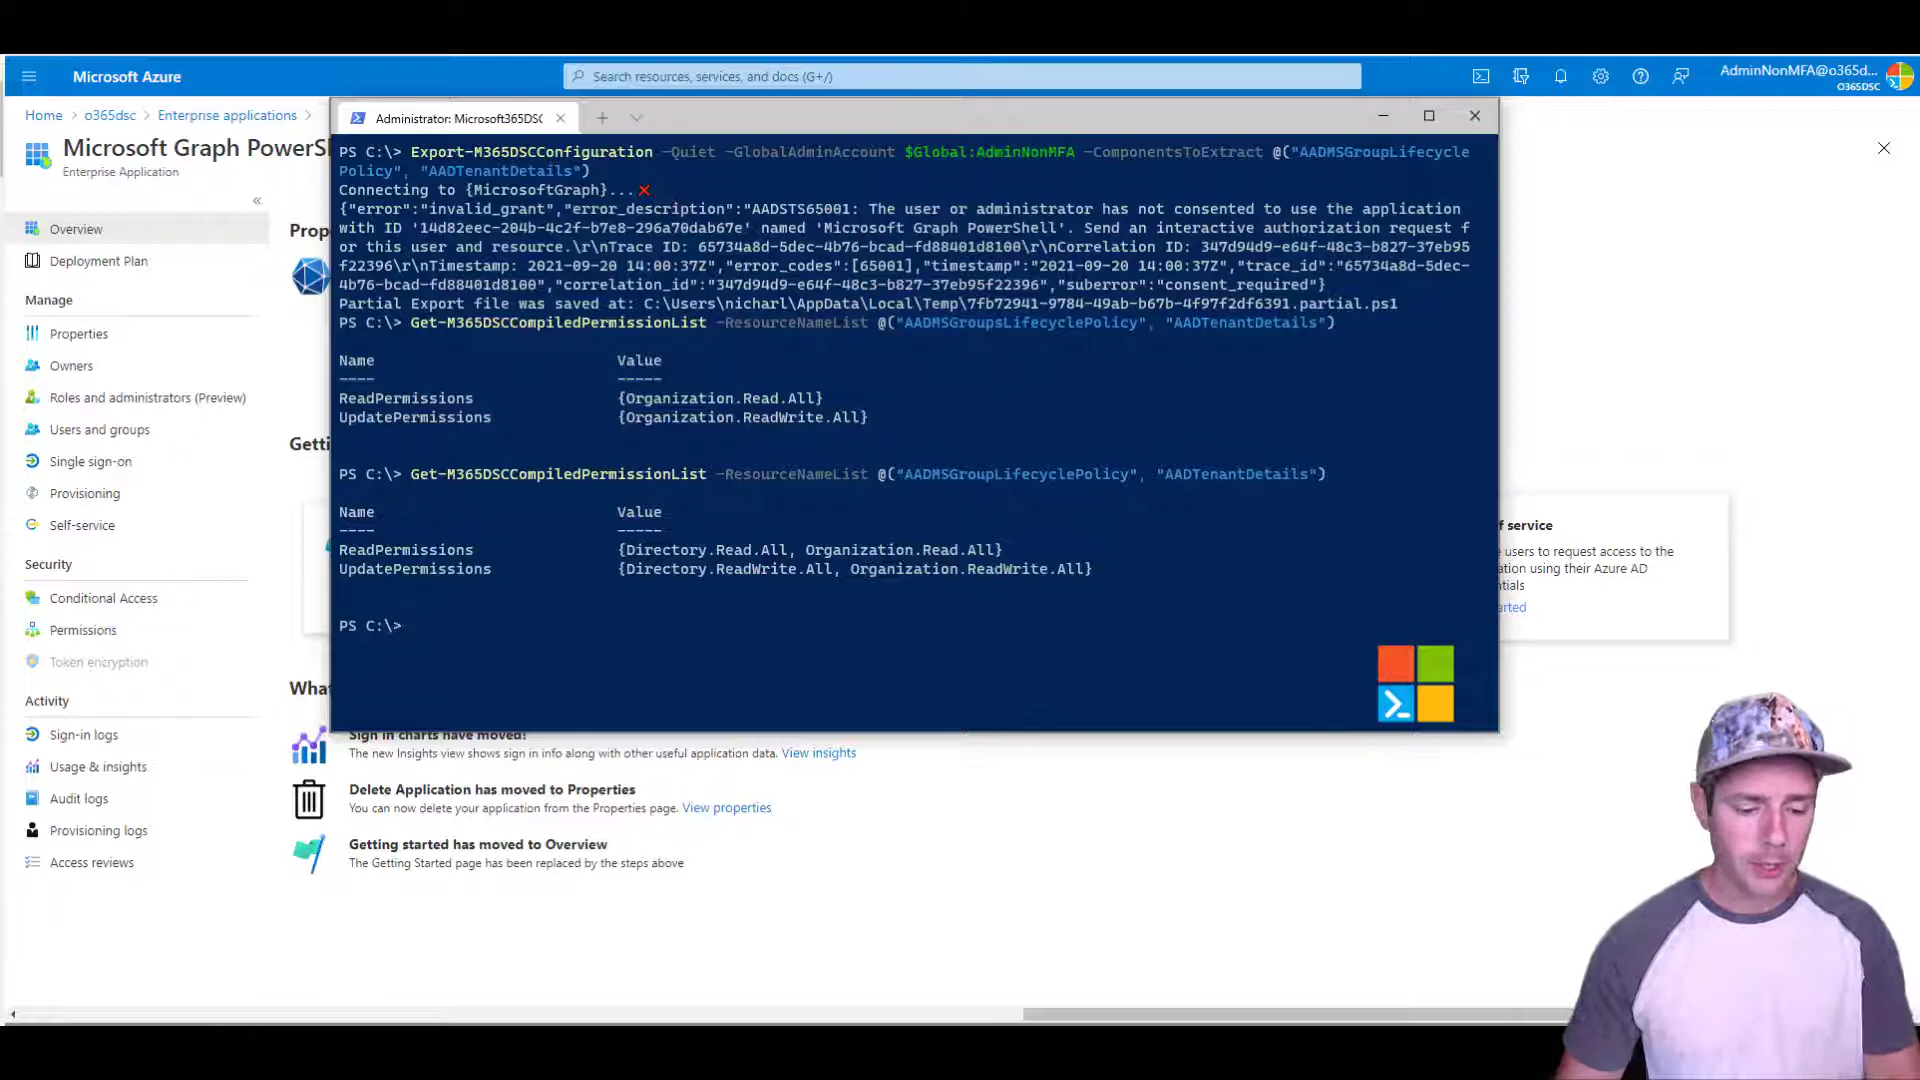 Microsoft Azure
Search resources, services, and docs (G+/)
AdminNonMFA@o365d...
O365DSC
Home
o365dsc
Enterprise applications
Microsoft Graph PowerS
Enterprise Application
Administrator: Microsoft365DSC
PS C:\> Export-M365DSCConfiguration -Quiet -GlobalAdminAccount $Global:AdminNonMFA -ComponentsToExtract @("AADMSGroupLifecycle
Policy", "AADTenantDetails")
Connecting to {MicrosoftGraph}...❌
{"error":"invalid_grant","error_description":"AADSTS65001: The user or administrator has not consented to use the application
with ID '14d82eec-204b-4c2f-b7e8-296a70dab67e' named 'Microsoft Graph PowerShell'. Send an interactive authorization request f
or this user and resource.\r\nTrace ID: 65734a8d-5dec-4b76-bcad-fd88401d8100\r\nCorrelation ID: 347d94d9-e64f-48c3-b827-37eb95
f22396\r\nTimestamp: 2021-09-20 14:00:37Z","error_codes":[65001],"timestamp":"2021-09-20 14:00:37Z","trace_id":"65734a8d-5dec-
4b76-bcad-fd88401d8100","correlation_id":"347d94d9-e64f-48c3-b827-37eb95f22396","suberror":"consent_required"}
Partial Export file was saved at: C:\Users\nicharl\AppData\Local\Temp\7fb72941-9784-49ab-b67b-4f97f2df6391.partial.ps1
PS C:\> Get-M365DSCCompiledPermissionList -ResourceNameList @("AADMSGroupsLifecyclePolicy", "AADTenantDetails")
Name Value
---- -----
ReadPermissions {Organization.Read.All}
UpdatePermissions {Organization.ReadWrite.All}
PS C:\> Get-M365DSCCompiledPermissionList -ResourceNameList @("AADMSGroupLifecyclePolicy", "AADTenantDetails")
Name Value
---- -----
ReadPermissions {Directory.Read.All, Organization.Read.All}
UpdatePermissions {Directory.ReadWrite.All, Organization.ReadWrite.All}
PS C:\>
Overview
Deployment Plan
Manage
Properties
Owners
Roles and administrators (Preview)
Users and groups
Single sign-on
Provisioning
Self-service
Security
Conditional Access
Permissions
Token encryption
Activity
Sign-in logs
Usage & insights
Audit logs
Provisioning logs
Access reviews
Prop
Getti
f service
e users to request access to the
ation using their Azure AD
ntials
arted
Wha
Sign in charts have moved!
The new Insights view shows sign in info along with other useful application data. View insights
Delete Application has moved to Properties
You can now delete your application from the Properties page. View properties
Getting started has moved to Overview
The Getting Started page has been replaced by the steps above